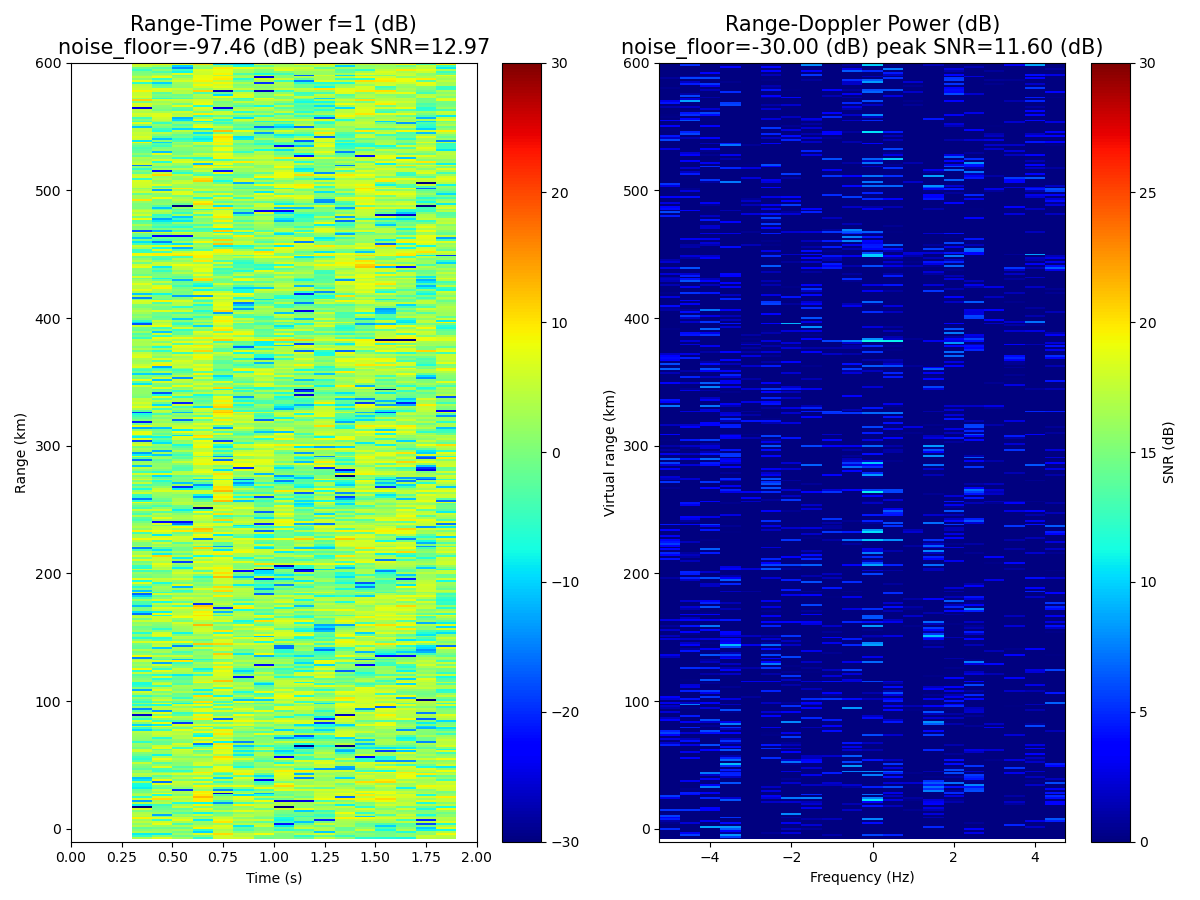 Range-Time Power f=1 (dB)
noise_floor=-97.46 (dB) peak SNR=12.97
600
500
400
300
200
100
0
Range (km)
0.00 0.25 0.50 0.75 1.00 1.25 1.50 1.75 2.00
Time (s)
30
20
10
0
−10
−20
−30
Range-Doppler Power (dB)
noise_floor=-30.00 (dB) peak SNR=11.60 (dB)
600
500
400
300
200
100
0
Virtual range (km)
−4 −2 0 2 4
Frequency (Hz)
30
25
20
15
10
5
0
SNR (dB)